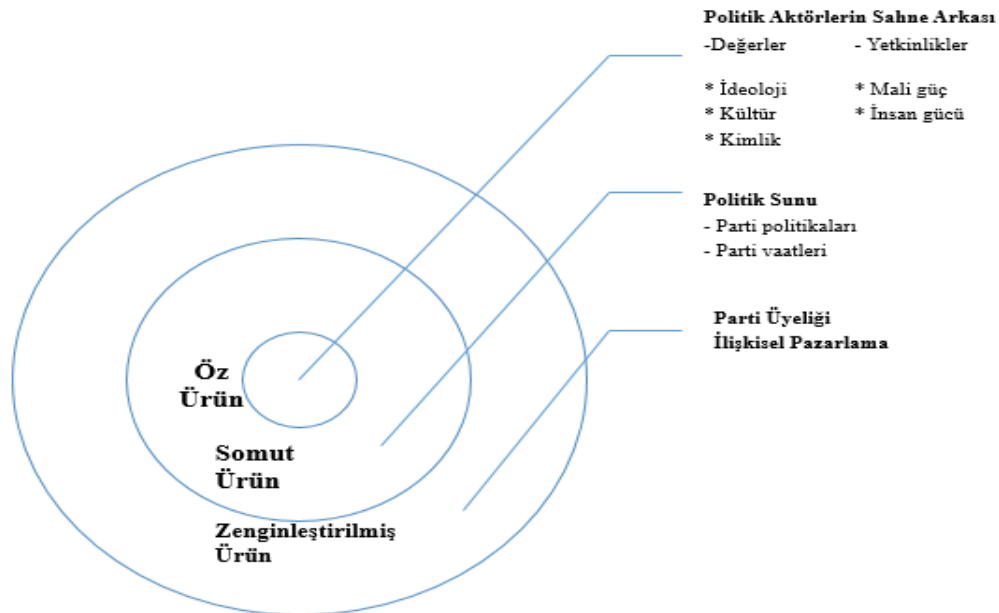 Politik Aktörlerin Sahne Arkası
-Değerler - Yetkinlikler
* İdeoloji * Mali güç
* Kültür * İnsan gücü
* Kimlik
Politik Sunu
- Parti politikaları
- Parti vaatleri
Parti Üyeliği
İlişkisel Pazarlama
Öz
Ürün
Somut
Ürün
Zenginleştirilmiş
Ürün